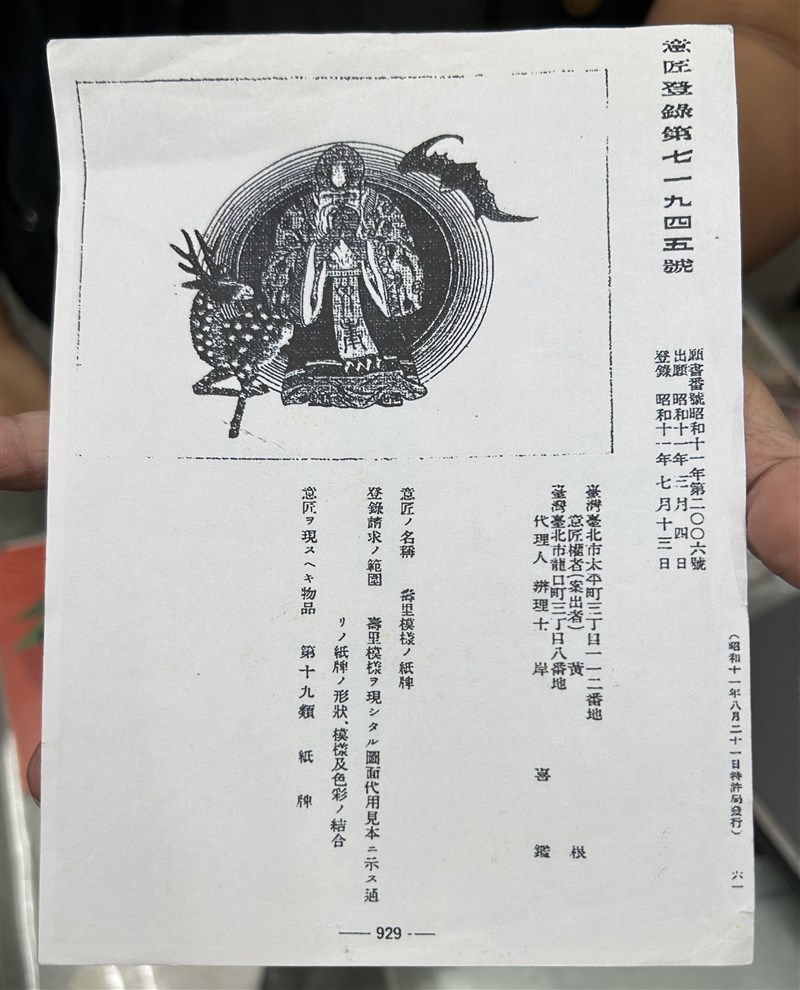 意匠登錄第七一九四五號
願書番號昭和十一年第二〇〇六號
出願 昭和十一年三月四日
登錄 昭和十一年七月十三日
(昭和十一年八月二十一日特許局發行) 六一
臺灣臺北市太平町三丁目一一二番地
意匠權者(案出者) 黃 根
臺灣臺北市龍口町三丁目八番地
代理人 辨理士 岸 喜 鑑
意匠ノ名稱 壽星模樣ノ紙牌
登錄請求ノ範圍 壽星模樣ヲ現シタル圖面代用見本ニ示ス通
リノ紙牌ノ形狀、模樣及色彩ノ結合
意匠ヲ現スヘキ物品 第十九類 紙牌
— 929 —